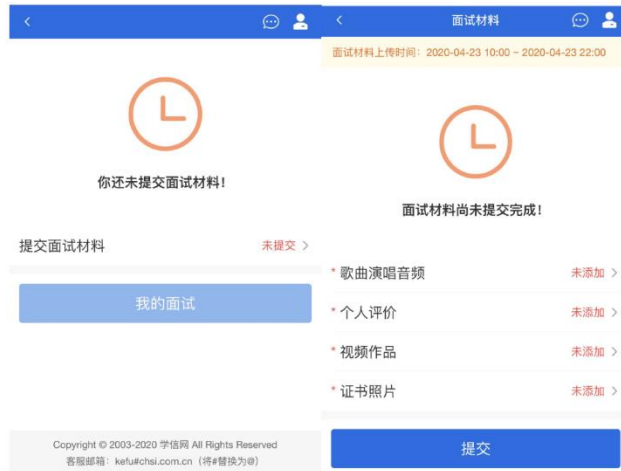 你还未提交面试材料!
提交面试材料
未提交
我的面试
Copyright © 2003-2020 学信网 All Rights Reserved
客服邮箱：kefu#chsi.com.cn（将#替换为@）
面试材料
面试材料上传时间：2020-04-23 10:00 ~ 2020-04-23 22:00
面试材料尚未提交完成!
* 歌曲演唱音频
未添加
* 个人评价
未添加
* 视频作品
未添加
* 证书照片
未添加
提交